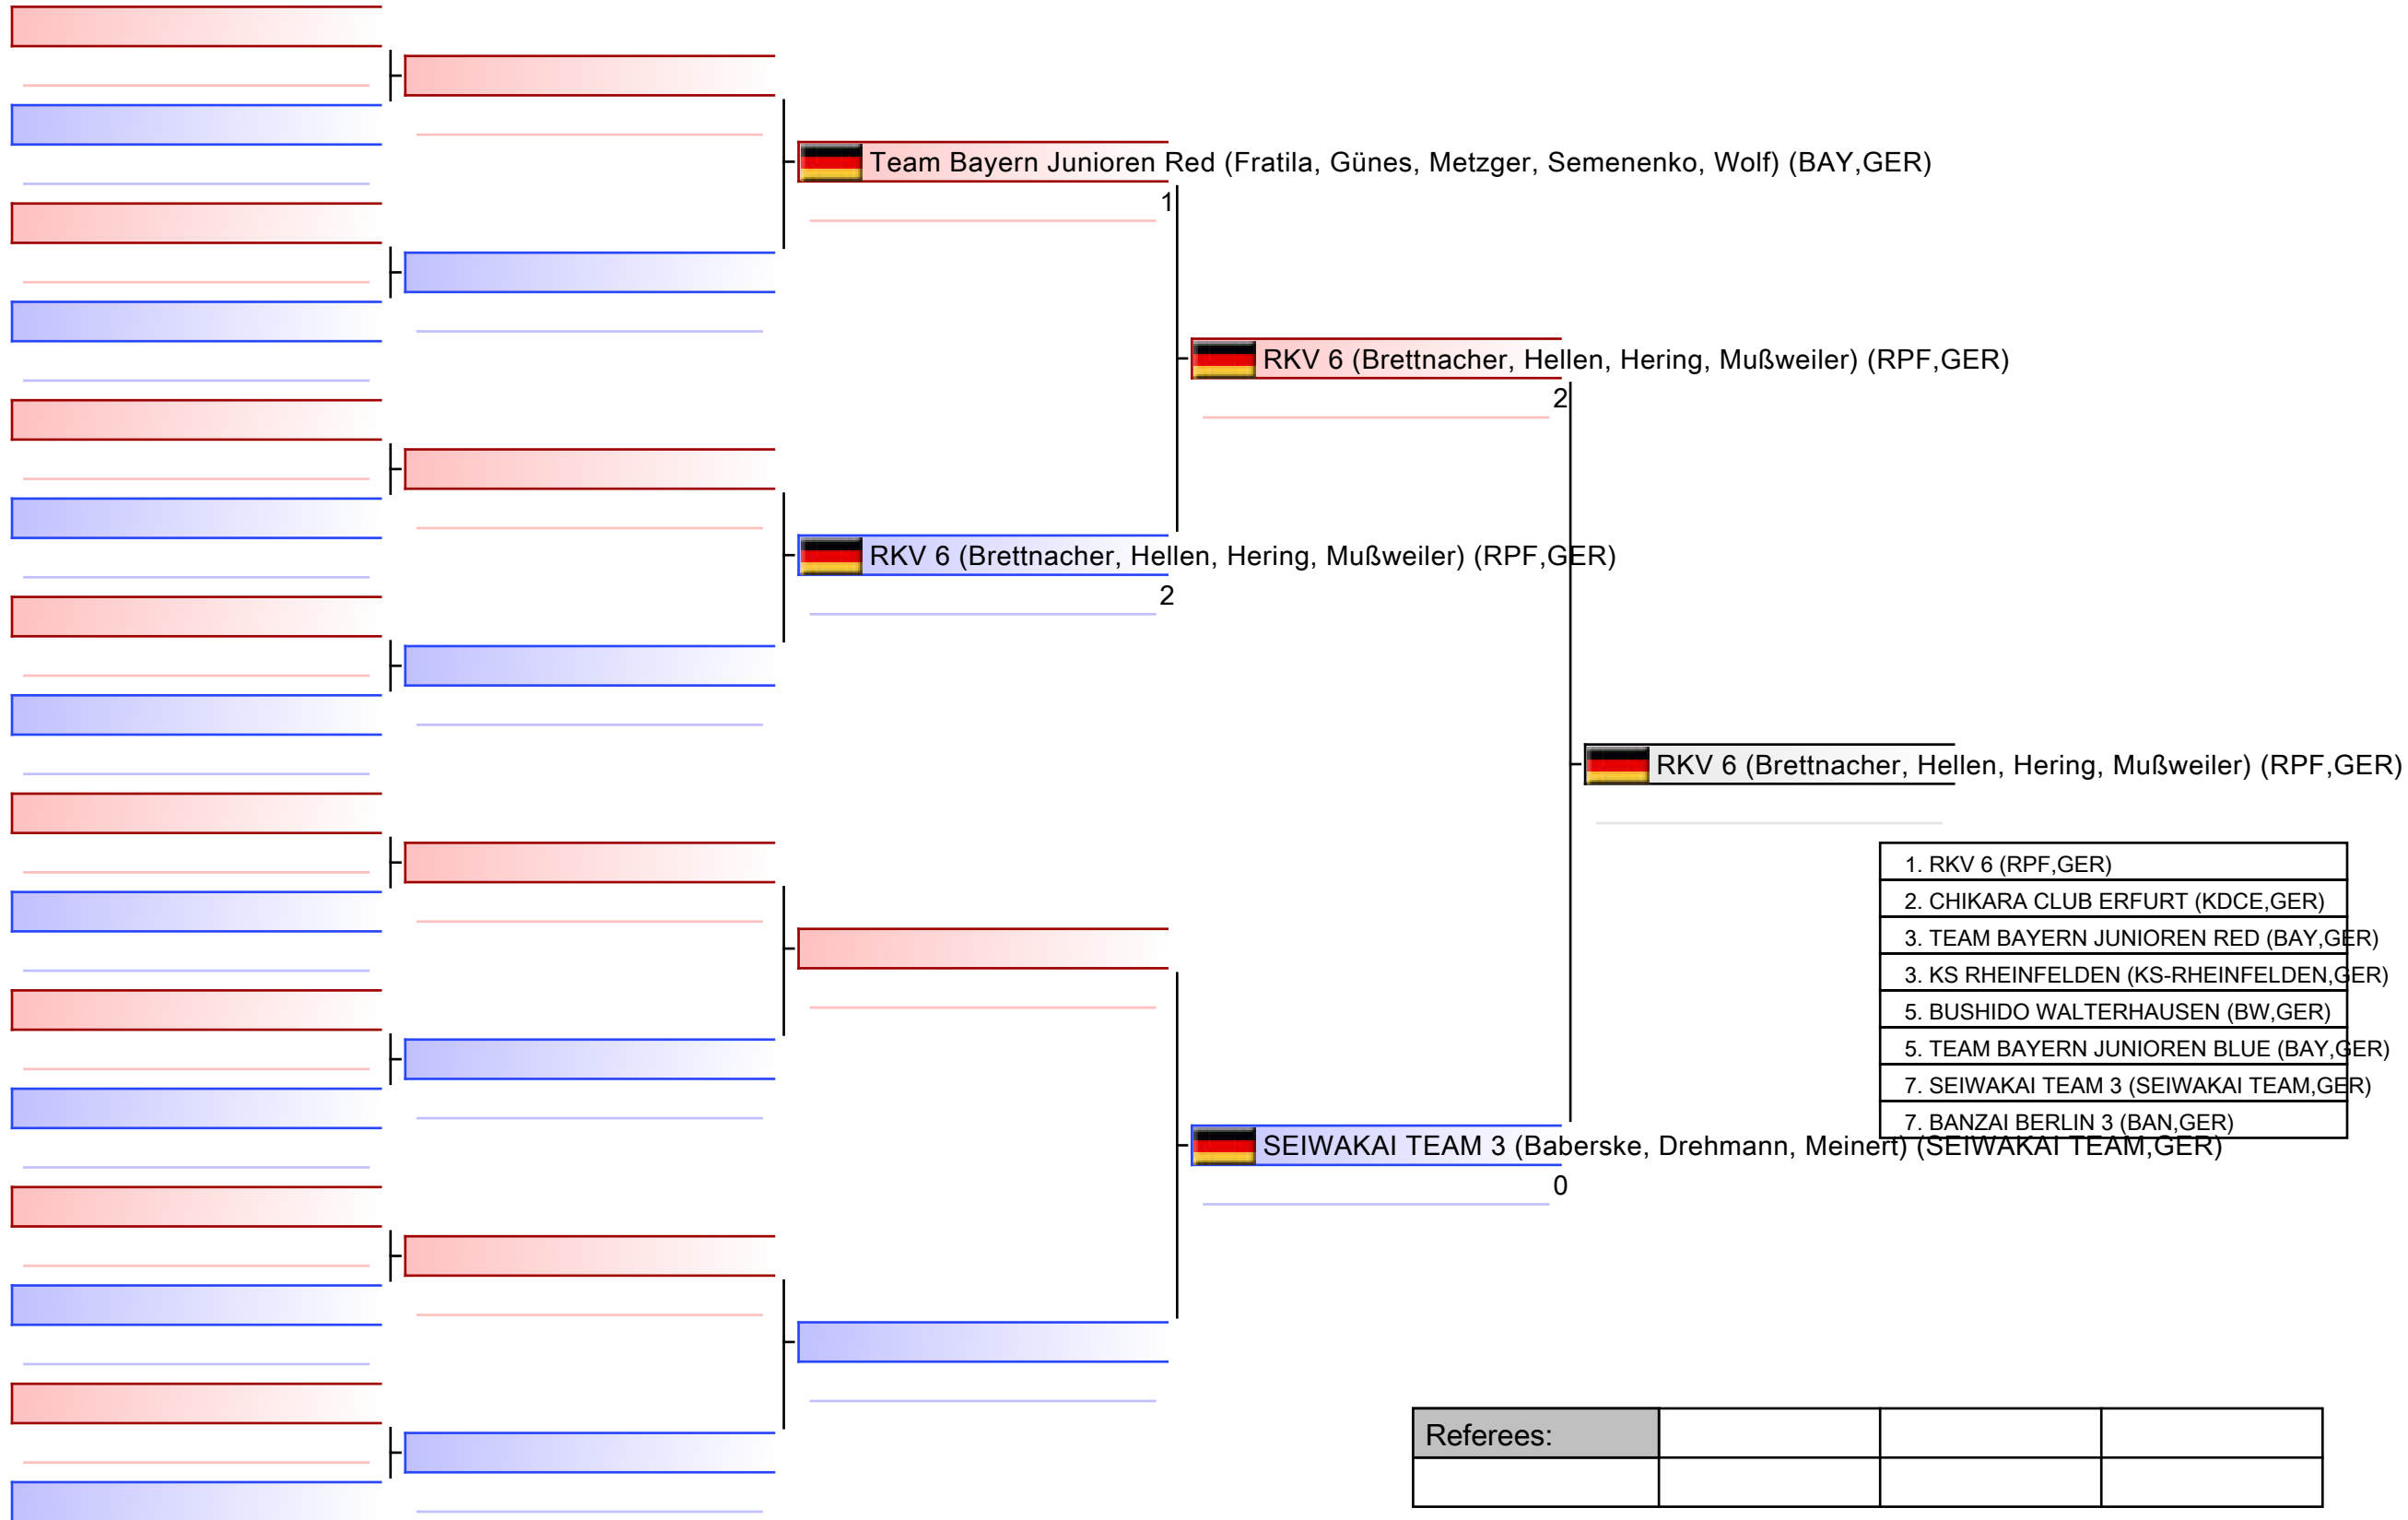 Team Bayern Junioren Red (Fratila, Günes, Metzger, Semenenko, Wolf) (BAY,GER)
1
RKV 6 (Brettnacher, Hellen, Hering, Mußweiler) (RPF,GER)
2
RKV 6 (Brettnacher, Hellen, Hering, Mußweiler) (RPF,GER)
2
RKV 6 (Brettnacher, Hellen, Hering, Mußweiler) (RPF,GER)
1. RKV 6 (RPF,GER)
2. CHIKARA CLUB ERFURT (KDCE,GER)
3. TEAM BAYERN JUNIOREN RED (BAY,GER)
3. KS RHEINFELDEN (KS-RHEINFELDEN,GER)
5. BUSHIDO WALTERHAUSEN (BW,GER)
5. TEAM BAYERN JUNIOREN BLUE (BAY,GER)
7. SEIWAKAI TEAM 3 (SEIWAKAI TEAM,GER)
7. BANZAI BERLIN 3 (BAN,GER)
SEIWAKAI TEAM 3 (Baberske, Drehmann, Meinert) (SEIWAKAI TEAM,GER)
0
Referees: